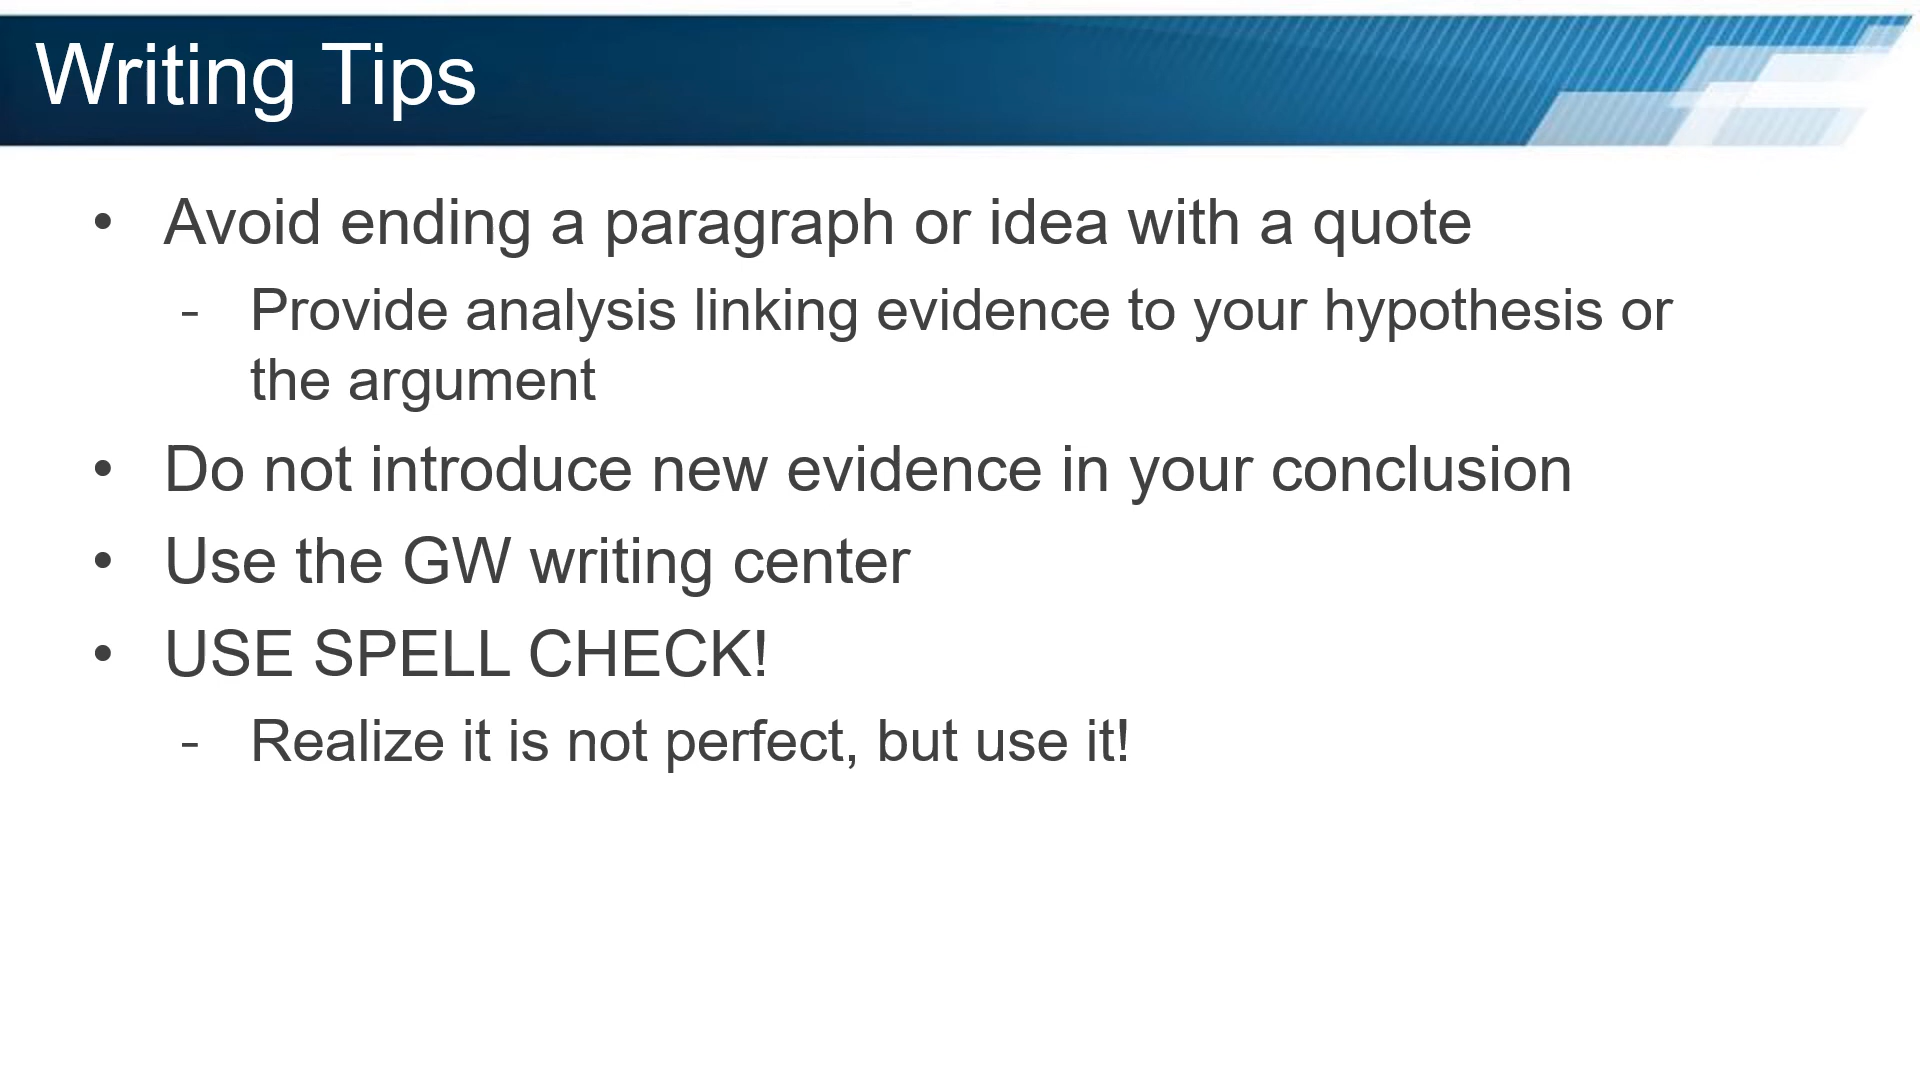 Writing Tips
• Avoid ending a paragraph or idea with a quote
- Provide analysis linking evidence to your hypothesis or
the argument
• Do not introduce new evidence in your conclusion
• Use the GW writing center
• USE SPELL CHECK!
- Realize it is not perfect, but use it!